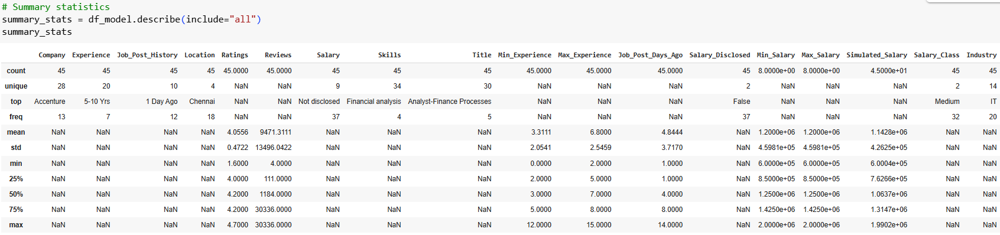 # Summary statistics
summary_stats = df_model.describe(include="all")
summary_stats
Company Experience Job_Post_History Location Ratings Reviews Salary Skills Title Min_Experience Max_Experience Job_Post_Days_Ago Salary_Disclosed Min_Salary Max_Salary Simulated_Salary Salary_Class Industry
count 45 45 45 45 45.0000 45.0000 45 45 45 45.0000 45.0000 45.0000 45 8.0000e+00 8.0000e+00 4.5000e+01 45 45
unique 28 20 10 4 NaN NaN 9 34 30 NaN NaN NaN 2 NaN NaN NaN 2 14
top Accenture 5-10 Yrs 1 Day Ago Chennai NaN NaN Not disclosed Financial analysis Analyst-Finance Processes NaN NaN NaN False NaN NaN NaN Medium IT
freq 13 7 12 18 NaN NaN 37 4 5 NaN NaN NaN 37 NaN NaN NaN 32 20
mean NaN NaN NaN NaN 4.0556 9471.3111 NaN NaN NaN 3.3111 6.8000 4.8444 NaN 1.2000e+06 1.2000e+06 1.1428e+06 NaN NaN
std NaN NaN NaN NaN 0.4722 13496.0422 NaN NaN NaN 2.0541 2.5459 3.7170 NaN 4.5981e+05 4.5981e+05 4.2625e+05 NaN NaN
min NaN NaN NaN NaN 1.6000 4.0000 NaN NaN NaN 0.0000 2.0000 1.0000 NaN 6.0000e+05 6.0000e+05 6.0004e+05 NaN NaN
25% NaN NaN NaN NaN 4.0000 111.0000 NaN NaN NaN 2.0000 5.0000 1.0000 NaN 8.5000e+05 8.5000e+05 7.6266e+05 NaN NaN
50% NaN NaN NaN NaN 4.2000 1184.0000 NaN NaN NaN 3.0000 7.0000 4.0000 NaN 1.2500e+06 1.2500e+06 1.0637e+06 NaN NaN
75% NaN NaN NaN NaN 4.2000 30336.0000 NaN NaN NaN 5.0000 8.0000 8.0000 NaN 1.4250e+06 1.4250e+06 1.3147e+06 NaN NaN
max NaN NaN NaN NaN 4.7000 30336.0000 NaN NaN NaN 12.0000 15.0000 14.0000 NaN 2.0000e+06 2.0000e+06 1.9902e+06 NaN NaN